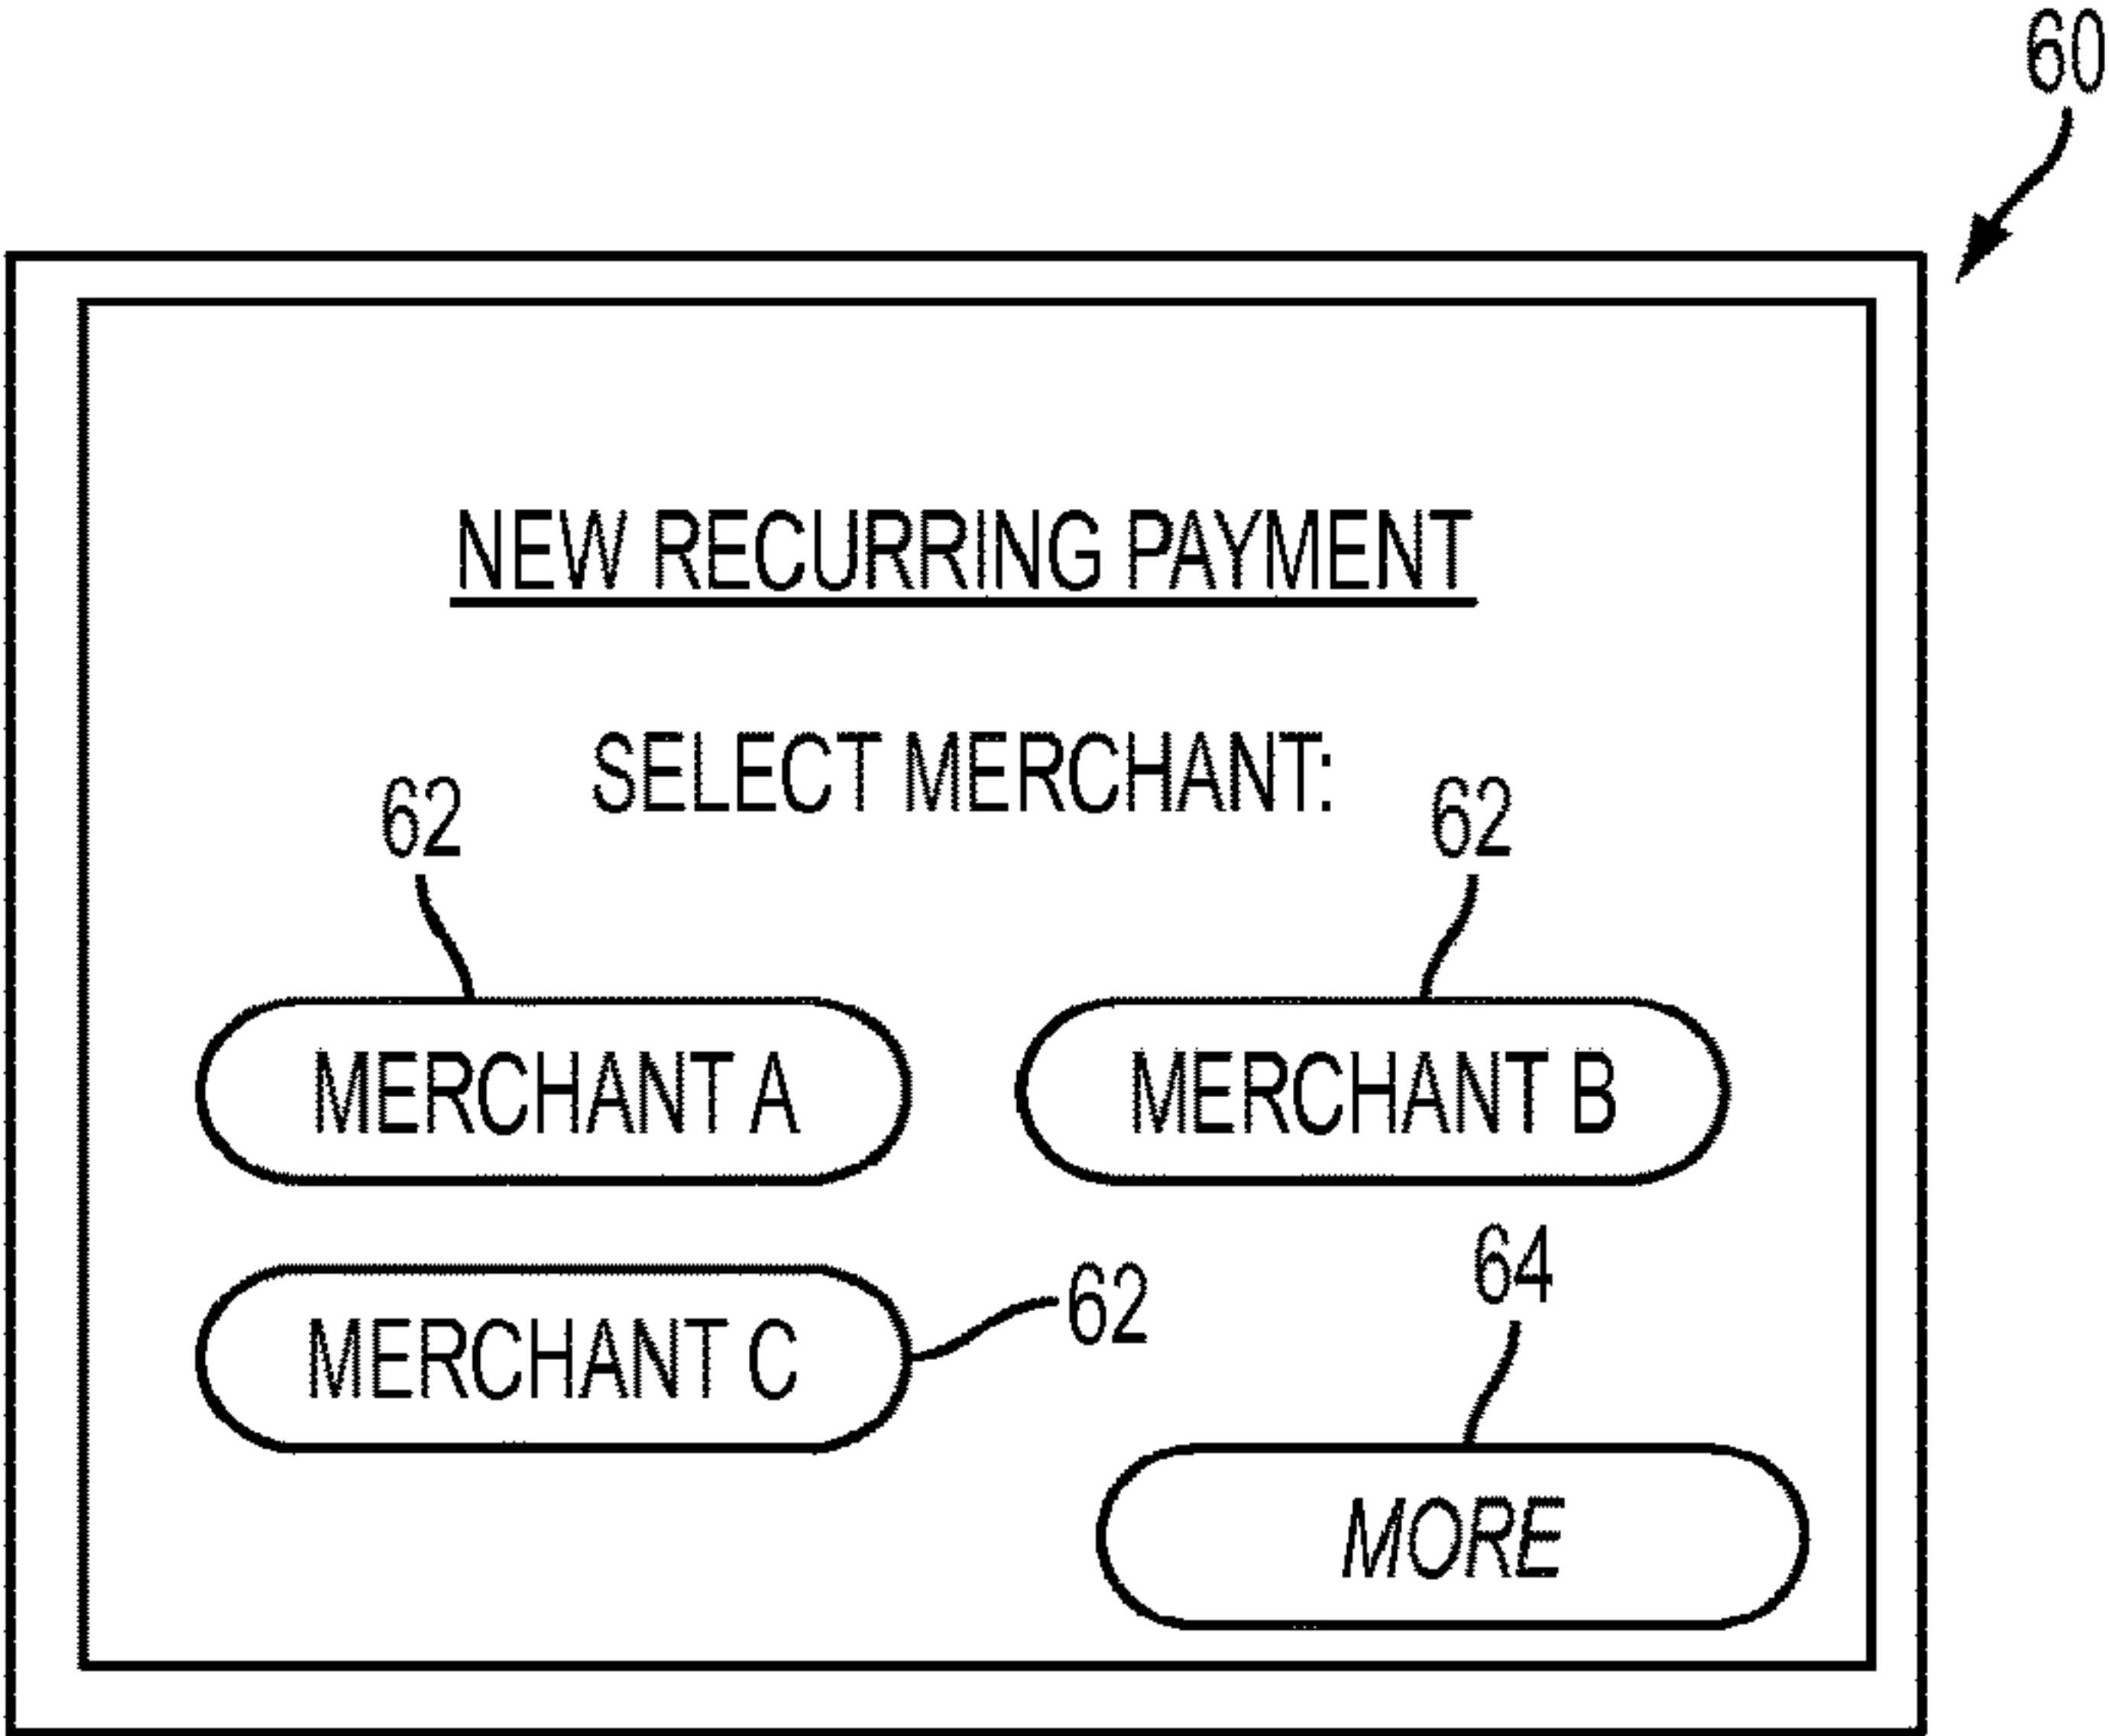 60
NEW RECURRING PAYMENT
SELECT MERCHANT:
62
62
MERCHANT A
MERCHANT B
64
62
MERCHANT C
MORE